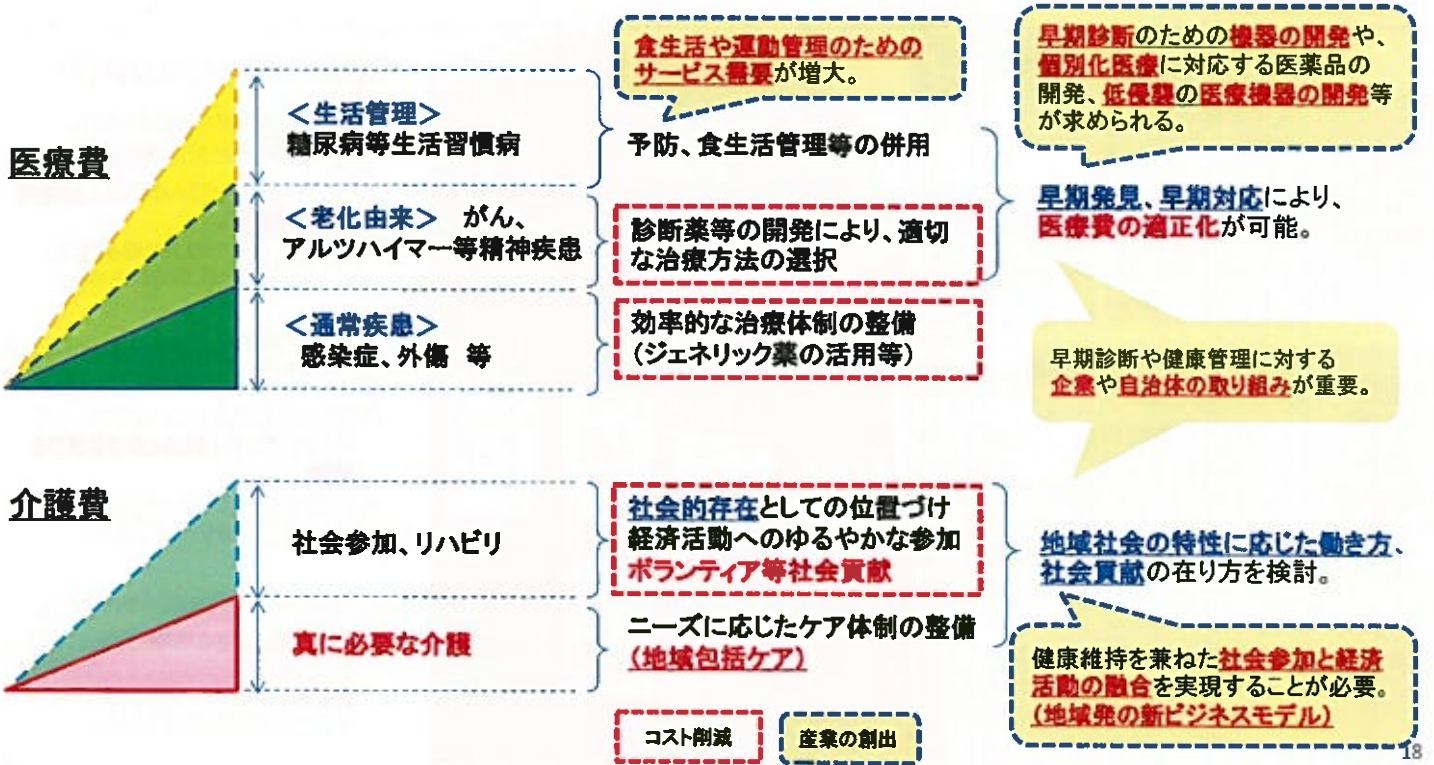 食生活や運動管理のための
サービス需要が増大。
早期診断のための機器の開発や、
個別化医療に対応する医薬品の
開発、低侵襲の医療機器の開発等
が求められる。
医療費
＜生活管理＞
糖尿病等生活習慣病
予防、食生活管理等の併用
＜老化由来＞　がん、
アルツハイマー等精神疾患
診断薬等の開発により、適切
な治療方法の選択
早期発見、早期対応により、
医療費の適正化が可能。
＜通常疾患＞
感染症、外傷　等
効率的な治療体制の整備
（ジェネリック薬の活用等）
早期診断や健康管理に対する
企業や自治体の取り組みが重要。
介護費
社会参加、リハビリ
社会的存在としての位置づけ
経済活動へのゆるやかな参加
ボランティア等社会貢献
地域社会の特性に応じた働き方、
社会貢献の在り方を検討。
真に必要な介護
ニーズに応じたケア体制の整備
（地域包括ケア）
健康維持を兼ねた社会参加と経済
活動の融合を実現することが必要。
（地域発の新ビジネスモデル）
コスト削減
産業の創出
18